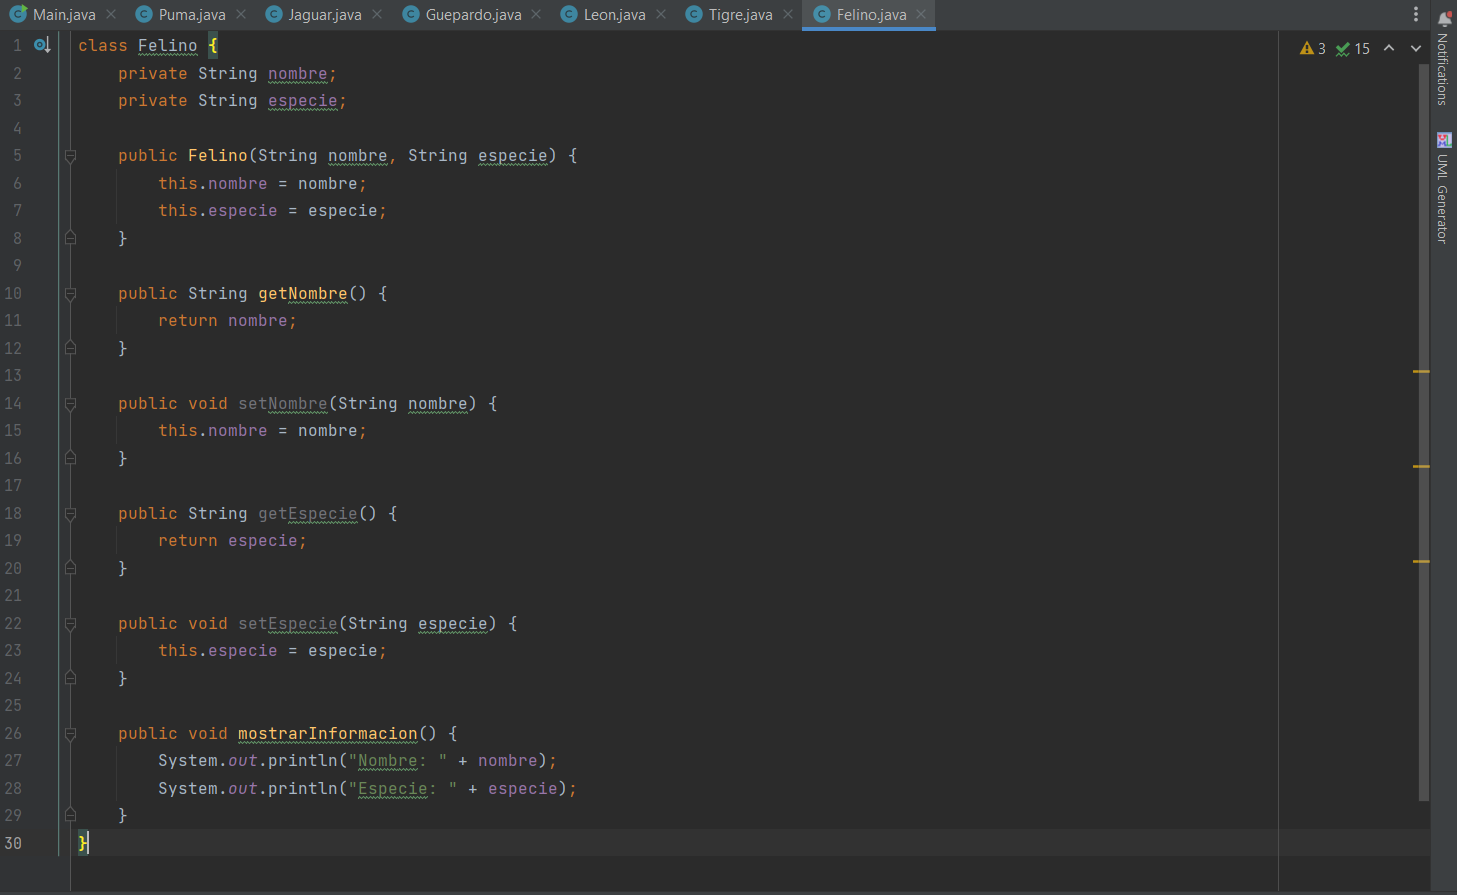 Main.java Puma.java Jaguar.java Guepardo.java Leon.java Tigre.java Felino.java
3 15
1 class Felino {
2     private String nombre;
3     private String especie;
4
5     public Felino(String nombre, String especie) {
6         this.nombre = nombre;
7         this.especie = especie;
8     }
9
10     public String getNombre() {
11         return nombre;
12     }
13
14     public void setNombre(String nombre) {
15         this.nombre = nombre;
16     }
17
18     public String getEspecie() {
19         return especie;
20     }
21
22     public void setEspecie(String especie) {
23         this.especie = especie;
24     }
25
26     public void mostrarInformacion() {
27         System.out.println("Nombre: " + nombre);
28         System.out.println("Especie: " + especie);
29     }
30 }
Notifications
UML Generator